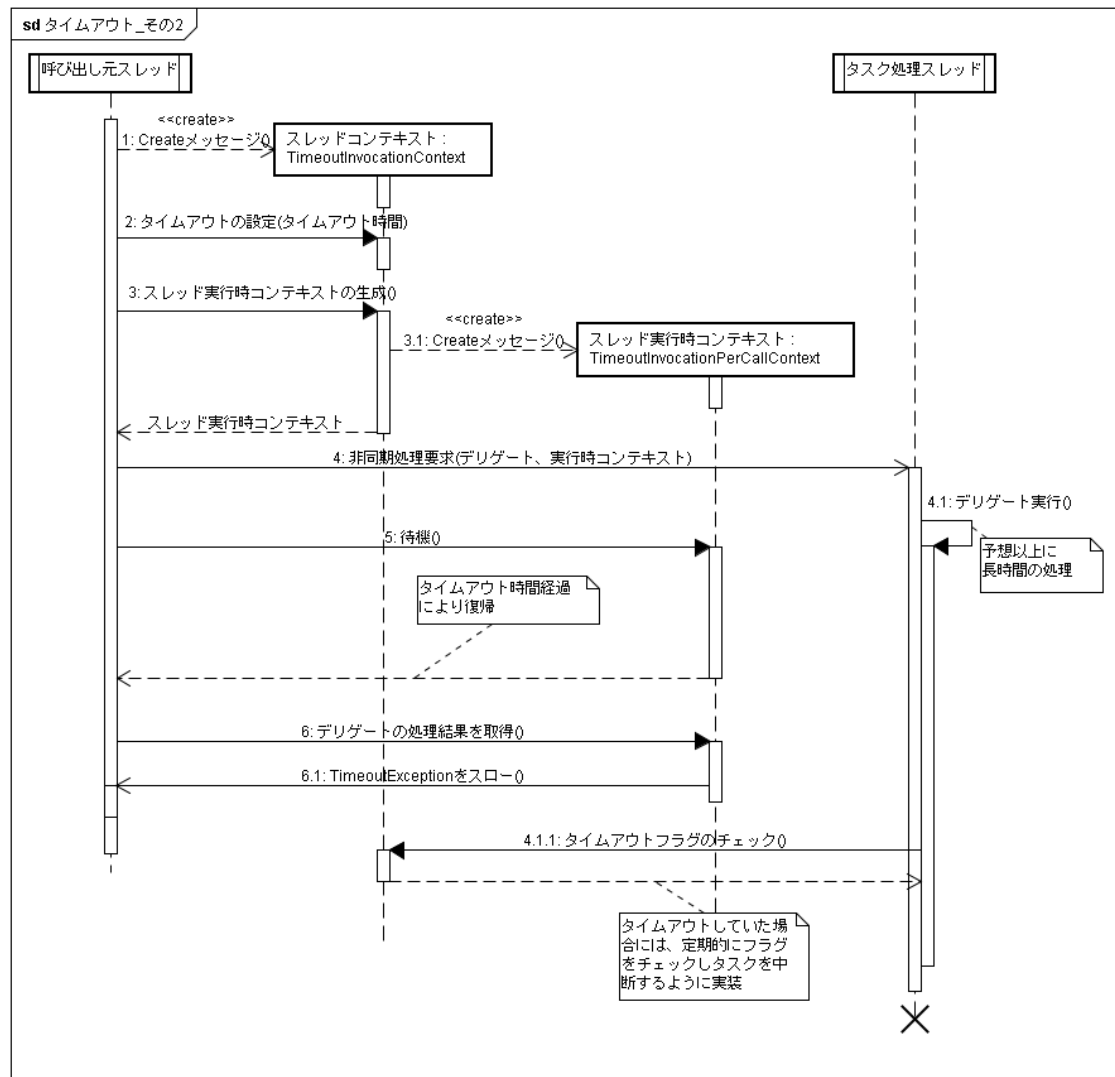 sd タイムアウト_その2
呼び出し元スレッド
タスク処理スレッド
<<create>>
1: Createメッセージ()
スレッドコンテキスト :
TimeoutInvocationContext
2: タイムアウトの設定(タイムアウト時間)
3: スレッド実行時コンテキストの生成()
<<create>>
3.1: Createメッセージ()
スレッド実行時コンテキスト :
TimeoutInvocationPerCallContext
スレッド実行時コンテキスト
4: 非同期処理要求(デリゲート、実行時コンテキスト)
4.1: デリゲート実行()
予想以上に
長時間の処理
5: 待機()
タイムアウト時間経過
により復帰
6: デリゲートの処理結果を取得()
6.1: TimeoutExceptionをスロー()
4.1.1: タイムアウトフラグのチェック()
タイムアウトしていた場
合には、定期的にフラグ
をチェックしタスクを中
断するように実装